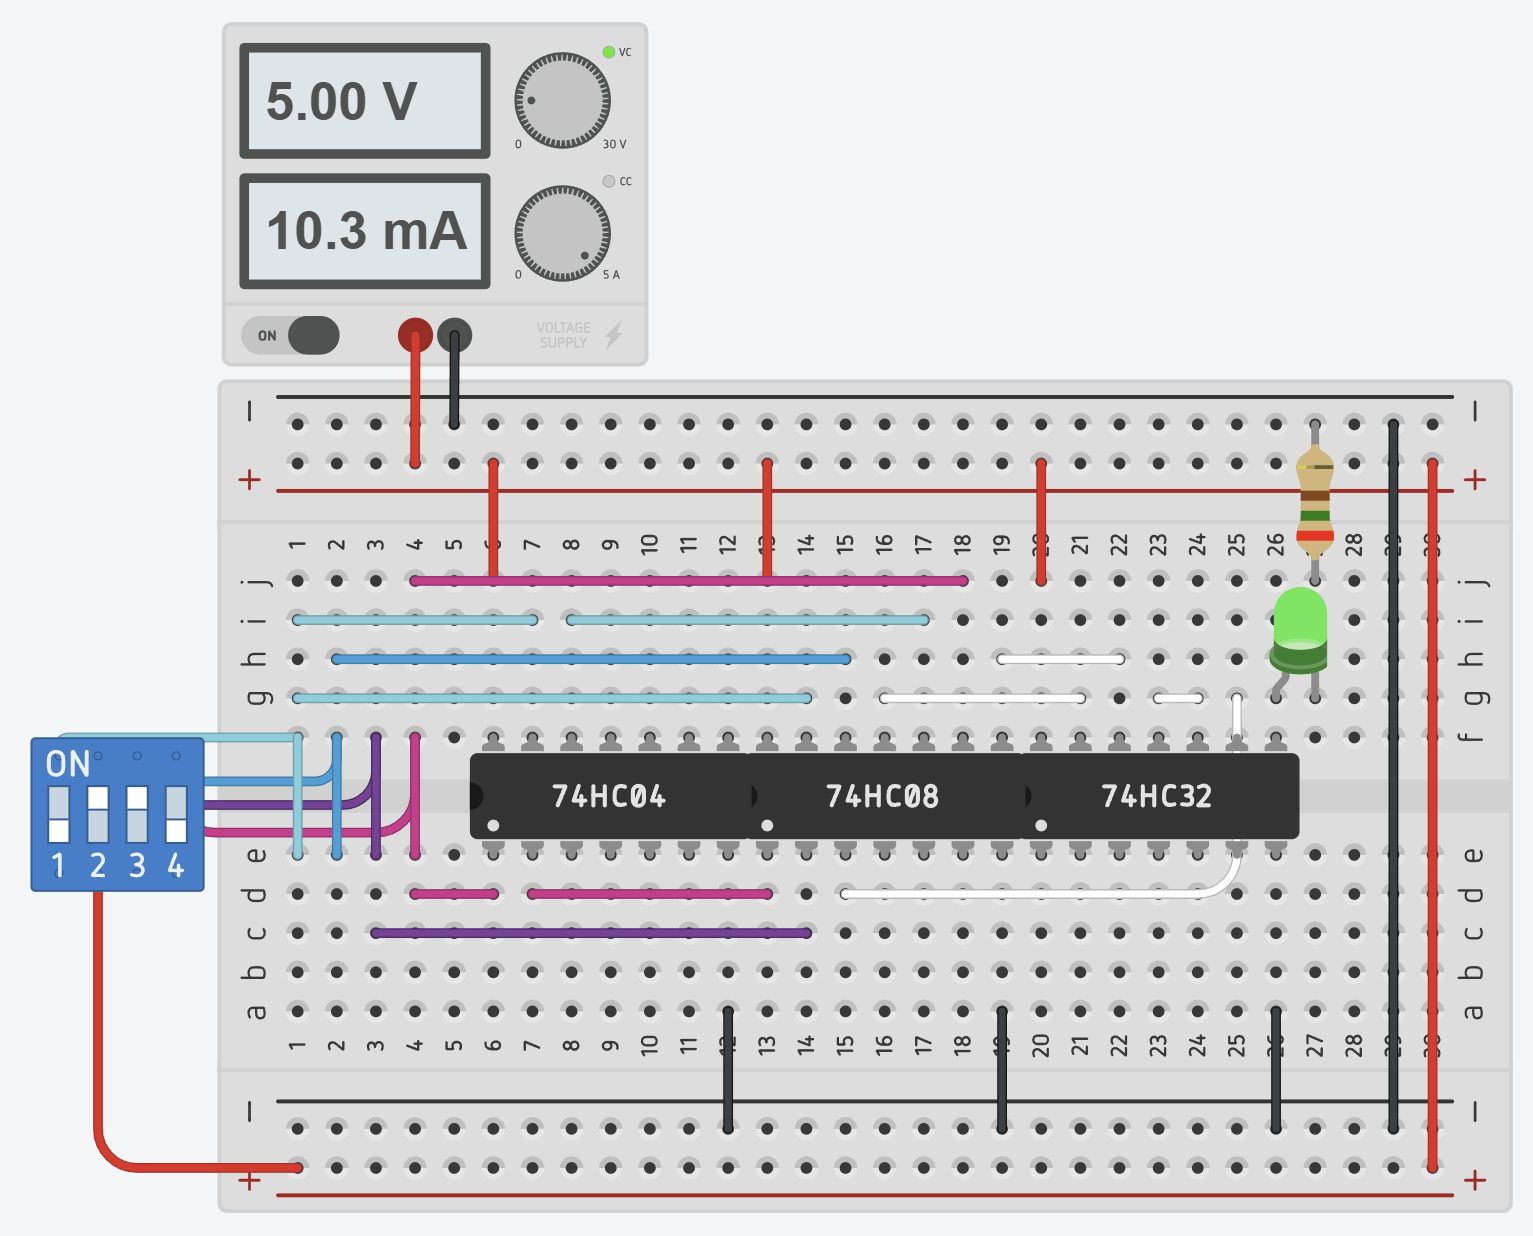 5.00 V
VC
0 30 V
10.3 mA
CC
0 5 A
ON
VOLTAGE
SUPPLY
− −
+ +
1 2 3 4 5 6 7 8 9 10 11 12 13 14 15 16 17 18 19 20 21 22 23 24 25 26 28 29 30
j j
i i
h h
g g
f
ON
74HC04 74HC08 74HC32
1 2 3 4
e e
d d
c c
b b
a a
1 2 3 4 5 6 7 8 9 10 11 12 13 14 15 16 17 18 19 20 21 22 23 24 25 26 27 28 29 30
− −
+ +